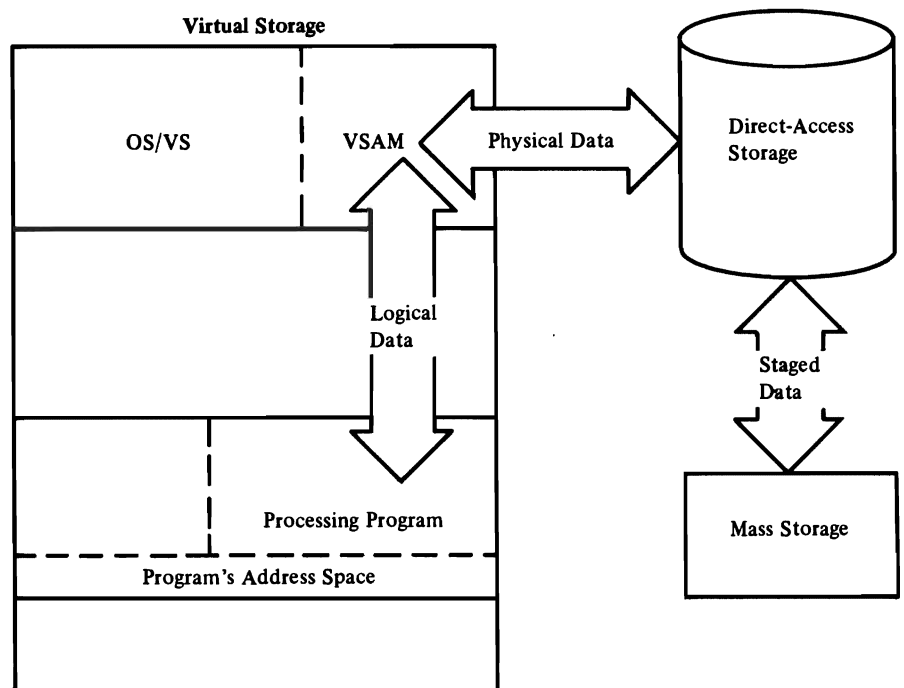 Virtual Storage
OS/VS
VSAM
Physical Data
Direct-Access
Storage
Logical
Data
Staged
Data
Processing Program
Mass Storage
Program's Address Space